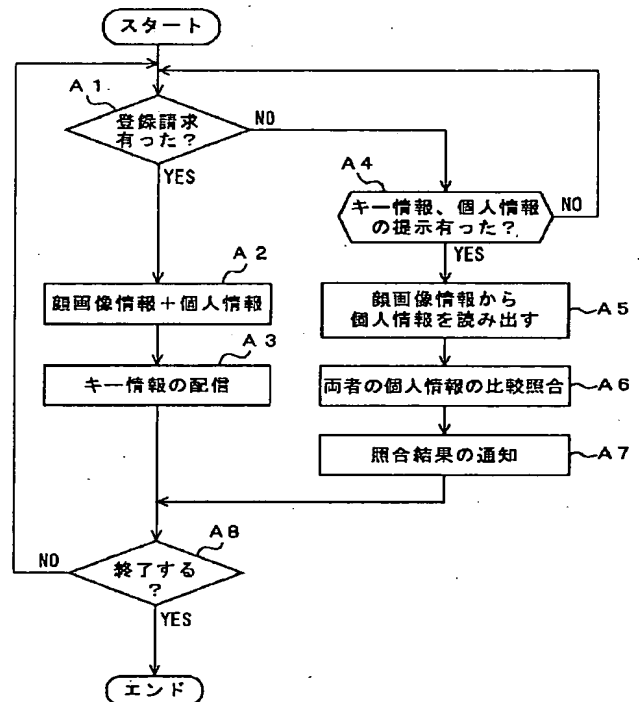 スタート
A1
登録請求
有った?
NO
YES
A4
キー情報、個人情報
の提示有った?
NO
YES
A2
顔画像情報+個人情報
顔画像情報から
個人情報を読み出す
A5
A3
キー情報の配信
両者の個人情報の比較照合
A6
照合結果の通知
A7
A8
NO
終了する
?
YES
エンド